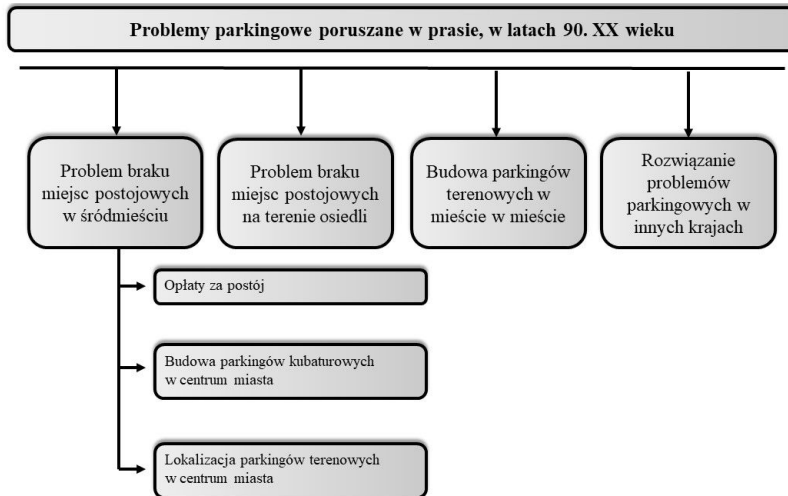 Problemy parkingowe poruszane w prasie, w latach 90. XX wieku
Problem braku
miejsc postojowych
w śródmieściu
Problem braku
miejsc postojowych
na terenie osiedli
Budowa parkingów
terenowych w
mieście w mieście
Rozwiązanie
problemów
parkingowych w
innych krajach
Opłaty za postój
Budowa parkingów kubaturowych
w centrum miasta
Lokalizacja parkingów terenowych
w centrum miasta